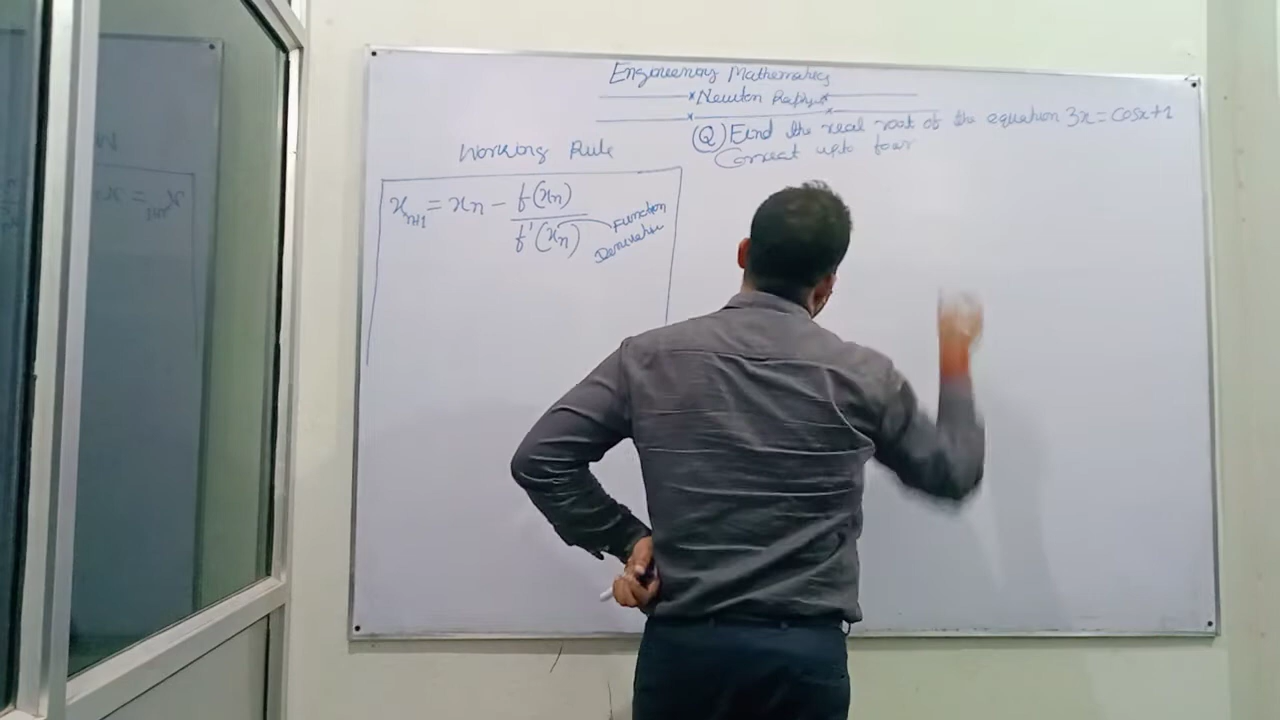 Engineering Mathematics
Newton Raphson
(Q) Find the real root of the equation 3x = cosx+1
Correct upto four
Working Rule
xₙ₊₁ = xₙ − f(xₙ) / f'(xₙ)
Function
Derivative